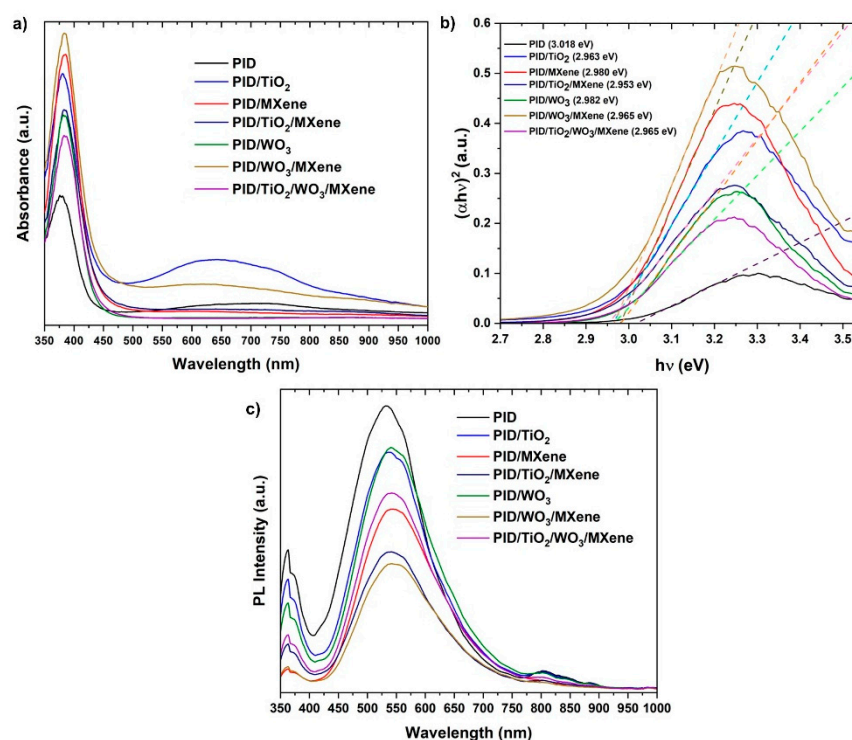 a)
Absorbance (a.u.)
PID
PID/TiO₂
PID/MXene
PID/TiO₂/MXene
PID/WO₃
PID/WO₃/MXene
PID/TiO₂/WO₃/MXene
350 400 450 500 550 600 650 700 750 800 850 900 950 1000
Wavelength (nm)
b)
(αhν)² (a.u.)
0.6
0.5
0.4
0.3
0.2
0.1
0.0
PID (3.018 eV)
PID/TiO₂ (2.963 eV)
PID/MXene (2.980 eV)
PID/TiO₂/MXene (2.953 eV)
PID/WO₃ (2.982 eV)
PID/WO₃/MXene (2.965 eV)
PID/TiO₂/WO₃/MXene (2.965 eV)
2.7 2.8 2.9 3.0 3.1 3.2 3.3 3.4 3.5
hν (eV)
c)
PL Intensity (a.u.)
PID
PID/TiO₂
PID/MXene
PID/TiO₂/MXene
PID/WO₃
PID/WO₃/MXene
PID/TiO₂/WO₃/MXene
350 400 450 500 550 600 650 700 750 800 850 900 950 1000
Wavelength (nm)